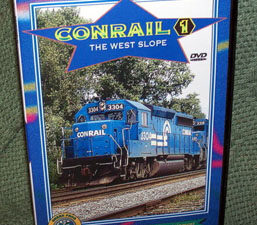 CONRAIL 1
THE WEST SLOPE
DVD
3304 3304
CONRAIL